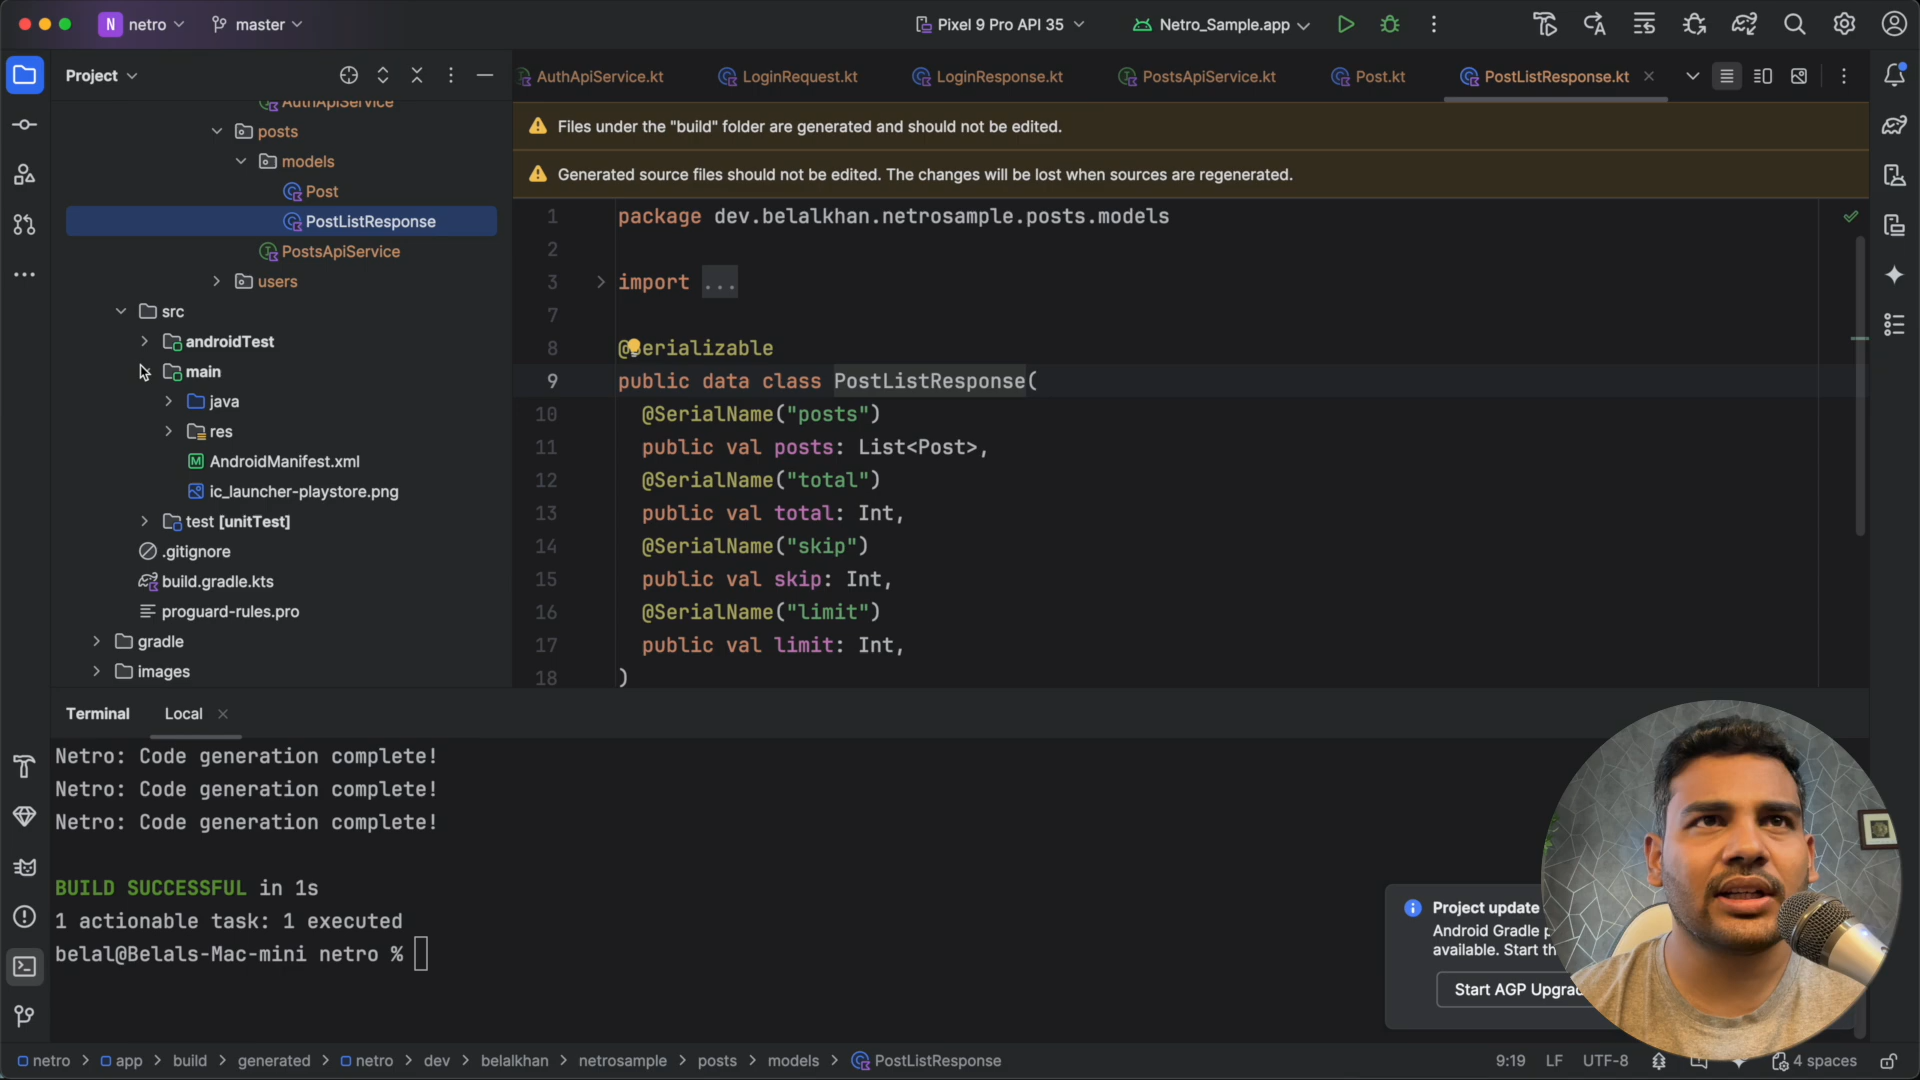 N netro master Pixel 9 Pro API 35 Netro_Sample.app
Project
AuthApiService.kt LoginRequest.kt LoginResponse.kt PostsApiService.kt Post.kt PostListResponse.kt
AuthApiService
posts
models
Post
PostListResponse
PostsApiService
users
src
androidTest
main
java
res
AndroidManifest.xml
ic_launcher-playstore.png
test [unitTest]
.gitignore
build.gradle.kts
proguard-rules.pro
gradle
images
Files under the "build" folder are generated and should not be edited.
Generated source files should not be edited. The changes will be lost when sources are regenerated.
1 package dev.belalkhan.netrosample.posts.models
2
3 import ...
7
8 @Serializable
9 public data class PostListResponse(
10 @SerialName("posts")
11 public val posts: List<Post>,
12 @SerialName("total")
13 public val total: Int,
14 @SerialName("skip")
15 public val skip: Int,
16 @SerialName("limit")
17 public val limit: Int,
18 )
Terminal Local
Netro: Code generation complete!
Netro: Code generation complete!
Netro: Code generation complete!
BUILD SUCCESSFUL in 1s
1 actionable task: 1 executed
belal@Belals-Mac-mini netro %
Project update
Android Gradle
available. Start
Start AGP
netro app build generated netro dev belalkhan netrosample posts models PostListResponse 9:19 LF UTF-8 4 spaces